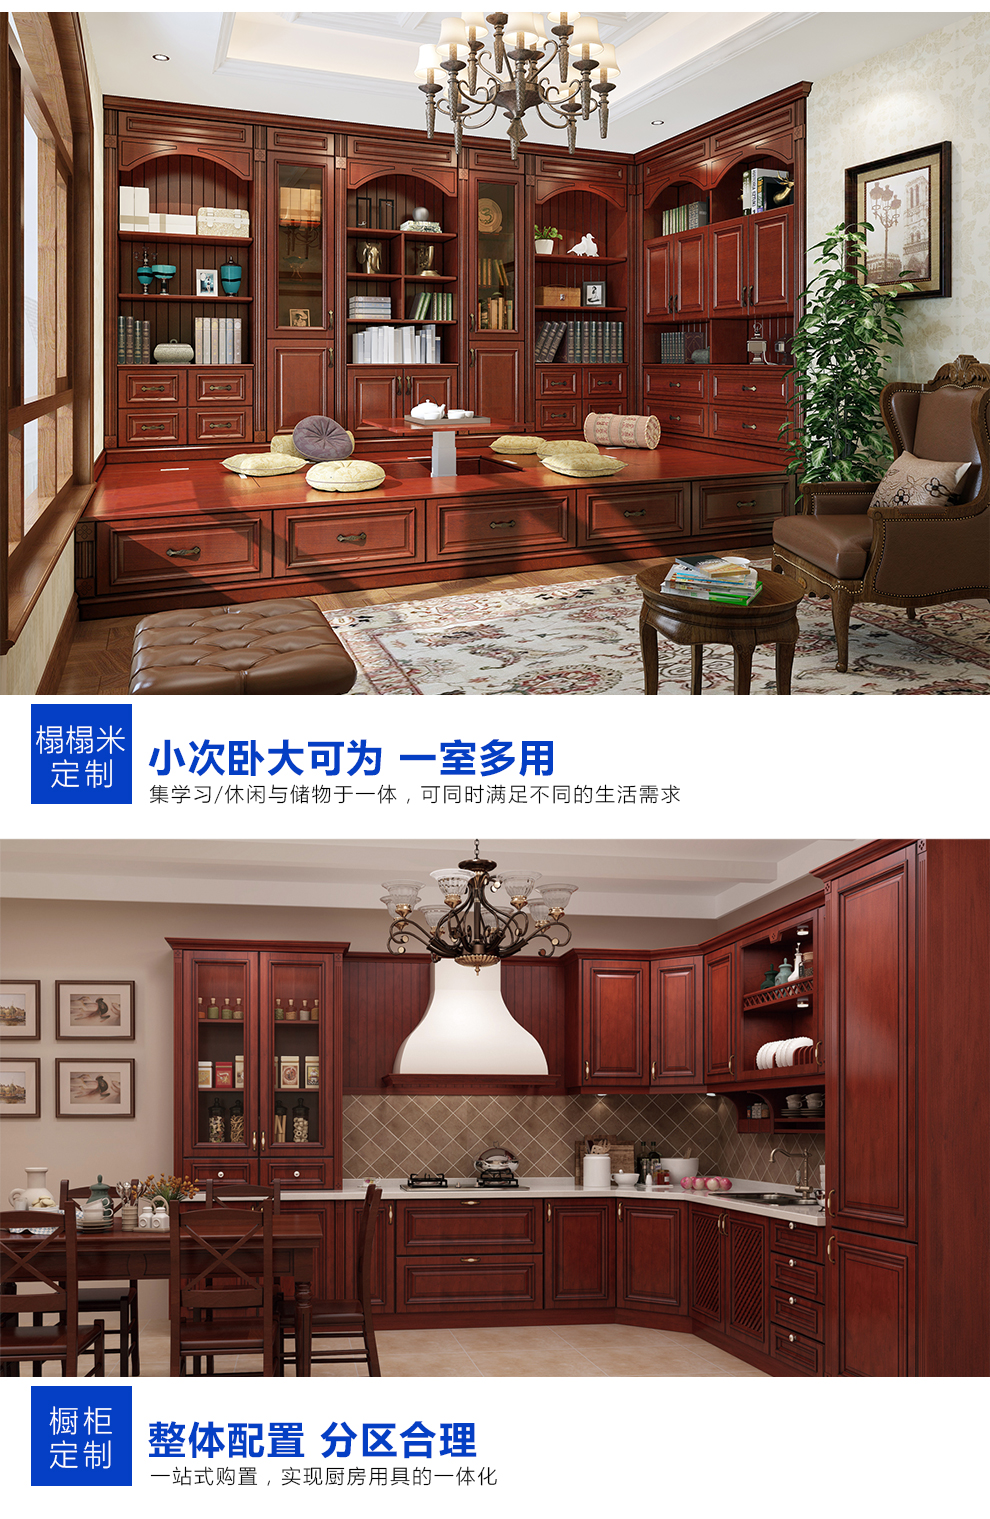 榻榻米
定制
小次卧大可为 一室多用
集学习/休闲与储物于一体，可同时满足不同的生活需求
橱柜
定制
整体配置 分区合理
一站式购置，实现厨房用具的一体化